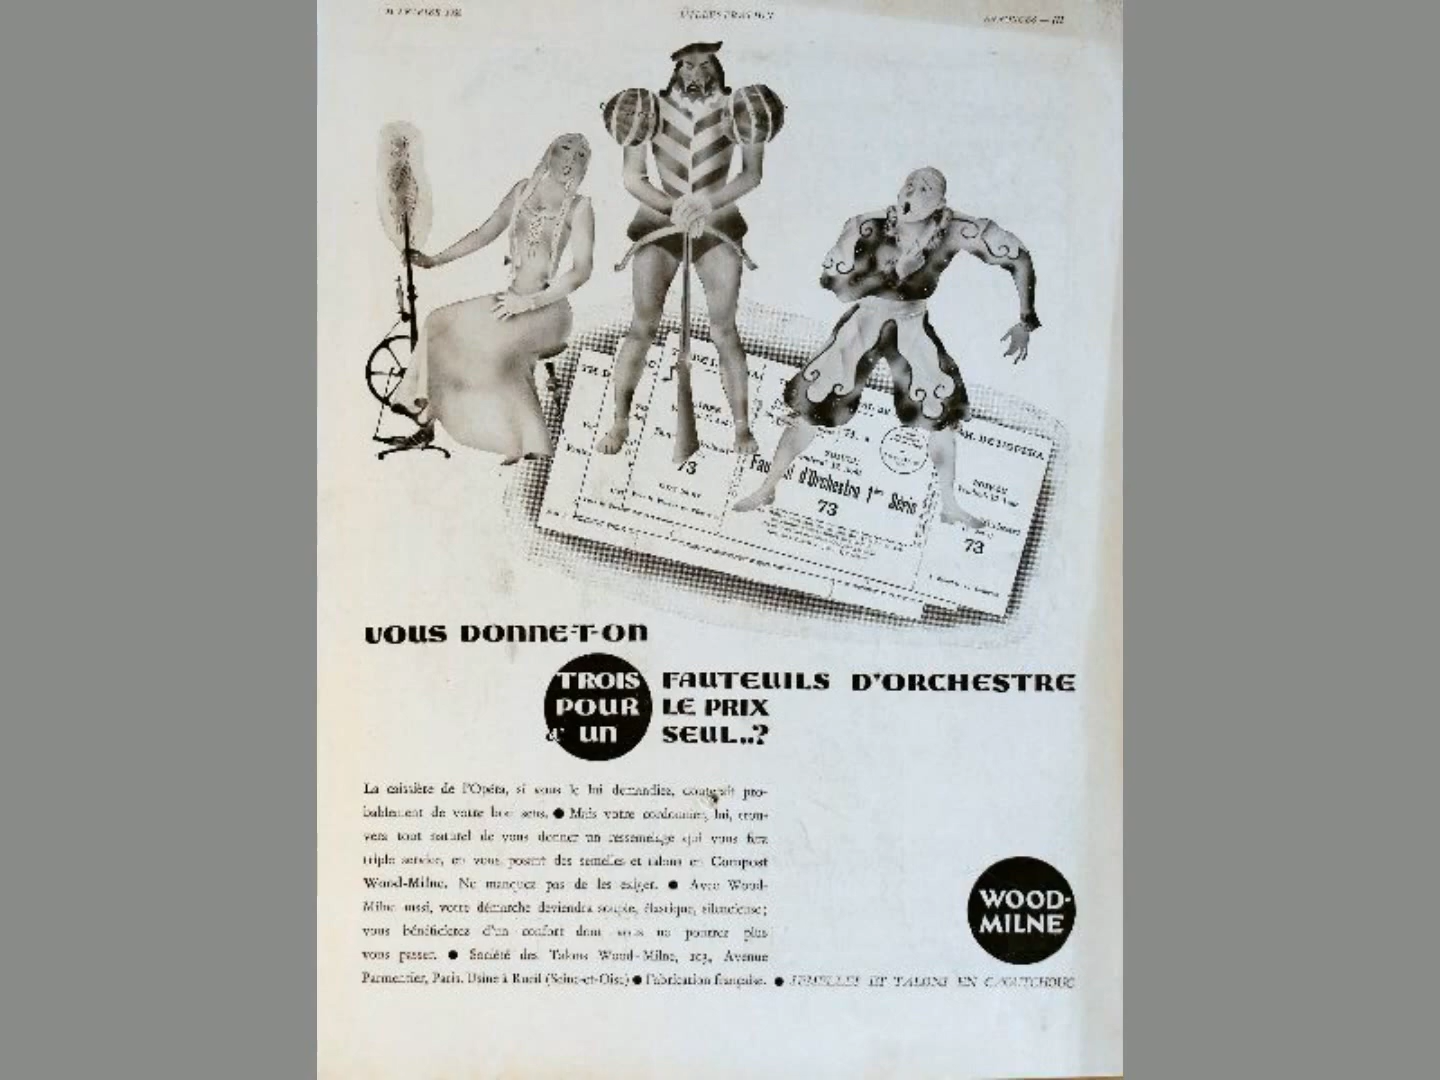 L'ILLUSTRATION
ANNONCES — III
73
Fauteuil d'Orchestre 1ère Série
73
73
VOUS DONNE-T-ON
TROIS FAUTEUILS D'ORCHESTRE
POUR LE PRIX
d' UN SEUL..?
La caissière de l'Opéra, si vous le lui demandiez, douterait pro-
bablement de votre bon sens. ● Mais votre cordonnier, lui, trou-
vera tout naturel de vous donner un ressemelage qui vous fera
triple service, en vous posant des semelles et talons en Compost
Wood-Milne. Ne manquez pas de les exiger. ● Avec Wood-
Milne aussi, votre démarche deviendra souple, élastique, silencieuse;
vous bénéficierez d'un confort dont vous ne pourrez plus
vous passer. ● Société des Talons Wood-Milne, 103, Avenue
Parmentier, Paris. Usine à Rueil (Seine-et-Oise) ● Fabrication française. ● SEMELLES ET TALONS EN CAOUTCHOUC
WOOD-
MILNE